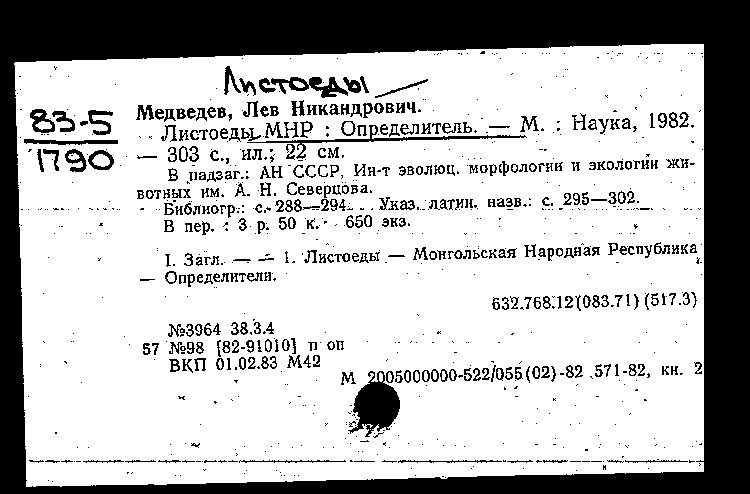 Листоеды
83-5
1790
Медведев, Лев Никандрович.
Листоеды МНР : Определитель. — М. : Наука, 1982.
— 303 с., ил.; 22 см.
В надзаг.: АН СССР, Ин-т эволюц. морфологии и экологии жи-
вотных им. А. Н. Северцова.
Библиогр.: с. 288—294. Указ. латин. назв.: с. 295—302.
В пер. : 3 р. 50 к. 650 экз.
I. Загл. — — 1. Листоеды — Монгольская Народная Республика
— Определители.
632.768.12(083.71) (517.3)
№3964 38.3.4
57 №98 [82-91010] п оп
ВКП 01.02.83 М42
М 2005000000-522/055(02)-82 571-82, кн. 2